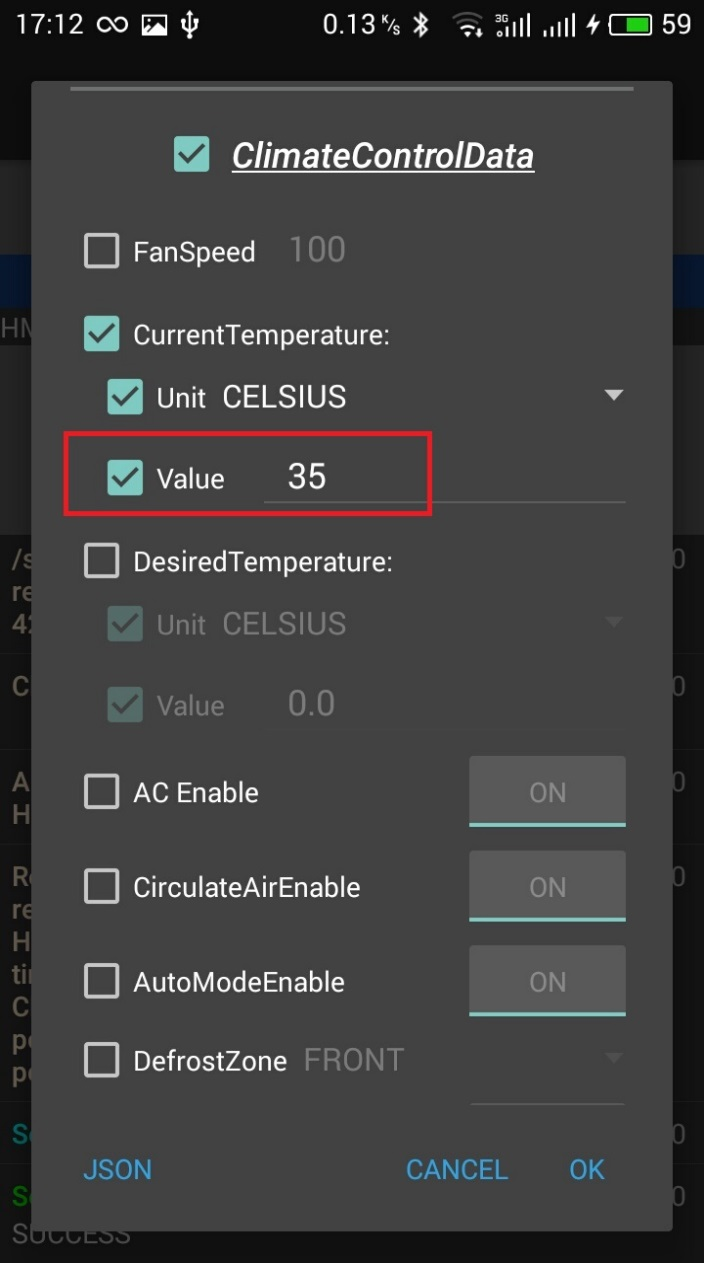 17:12 0.13 K/s 3G 59
ClimateControlData
FanSpeed 100
CurrentTemperature:
Unit CELSIUS
Value 35
DesiredTemperature:
Unit CELSIUS
Value 0.0
AC Enable ON
CirculateAirEnable ON
AutoModeEnable ON
DefrostZone FRONT
JSON CANCEL OK
SUCCESS